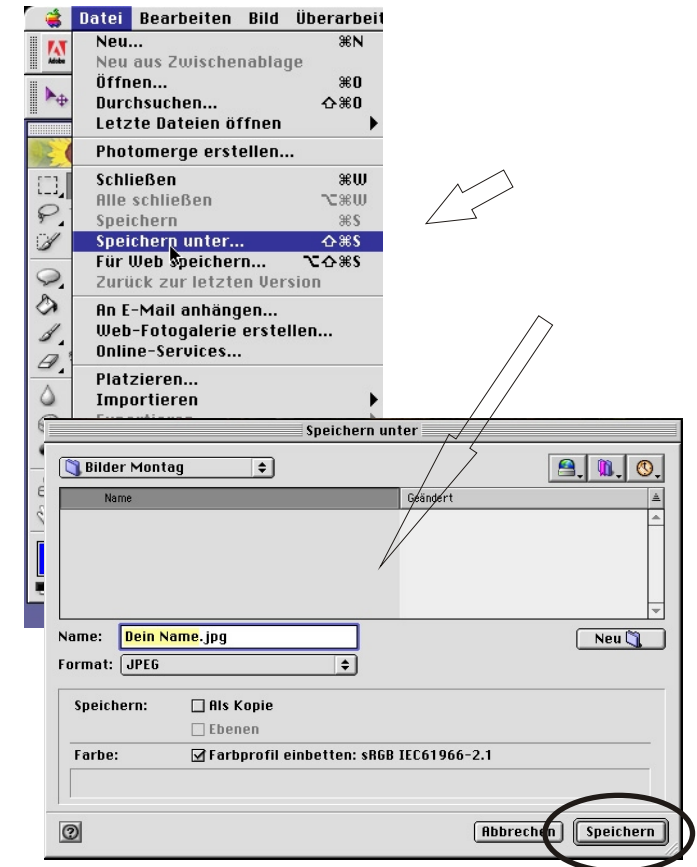 Datei Bearbeiten Bild Überarbeit
Adobe
Neu... ⌘N
Neu aus Zwischenablage
Öffnen... ⌘O
Durchsuchen... ⇧⌘O
Letzte Dateien öffnen
Photomerge erstellen...
Schließen ⌘W
Alle schließen ⌥⌘W
Speichern ⌘S
Speichern unter... ⇧⌘S
Für Web speichern... ⌥⇧⌘S
Zurück zur letzten Version
An E-Mail anhängen...
Web-Fotogalerie erstellen...
Online-Services...
Platzieren...
Importieren
Speichern unter
Bilder Montag
Name Geändert
Name: Dein Name.jpg
Neu
Format: JPEG
Speichern: Als Kopie
Ebenen
Farbe: Farbprofil einbetten: sRGB IEC61966-2.1
Abbrechen Speichern